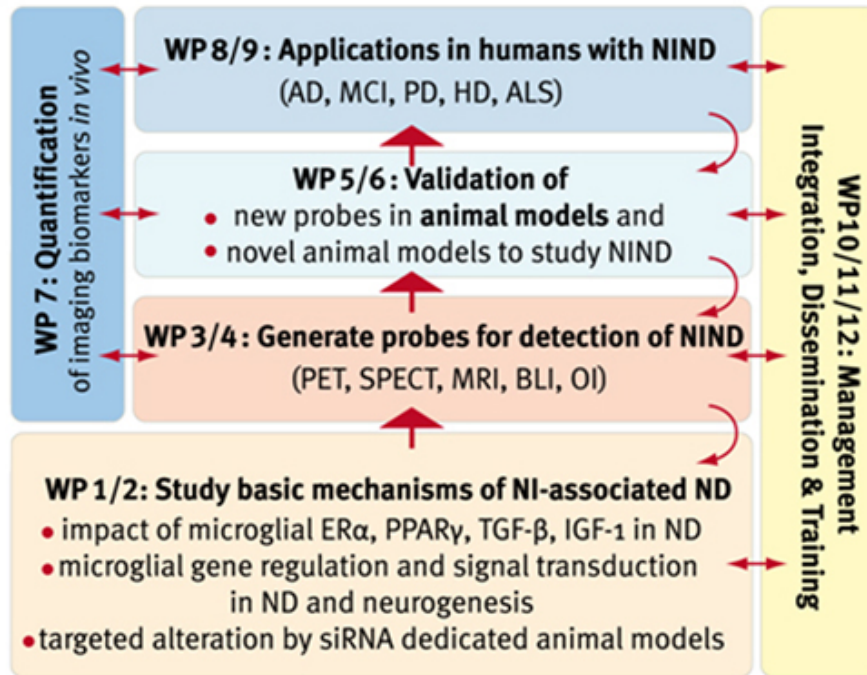 WP 8/9: Applications in humans with NIND
(AD, MCI, PD, HD, ALS)
WP 7: Quantification
of imaging biomarkers in vivo
WP 5/6: Validation of
• new probes in animal models and
• novel animal models to study NIND
WP 3/4: Generate probes for detection of NIND
(PET, SPECT, MRI, BLI, OI)
WP 1/2: Study basic mechanisms of NI-associated ND
• impact of microglial ERα, PPARγ, TGF-β, IGF-1 in ND
• microglial gene regulation and signal transduction
in ND and neurogenesis
• targeted alteration by siRNA dedicated animal models
WP10/11/12: Management
Integration, Dissemination & Training